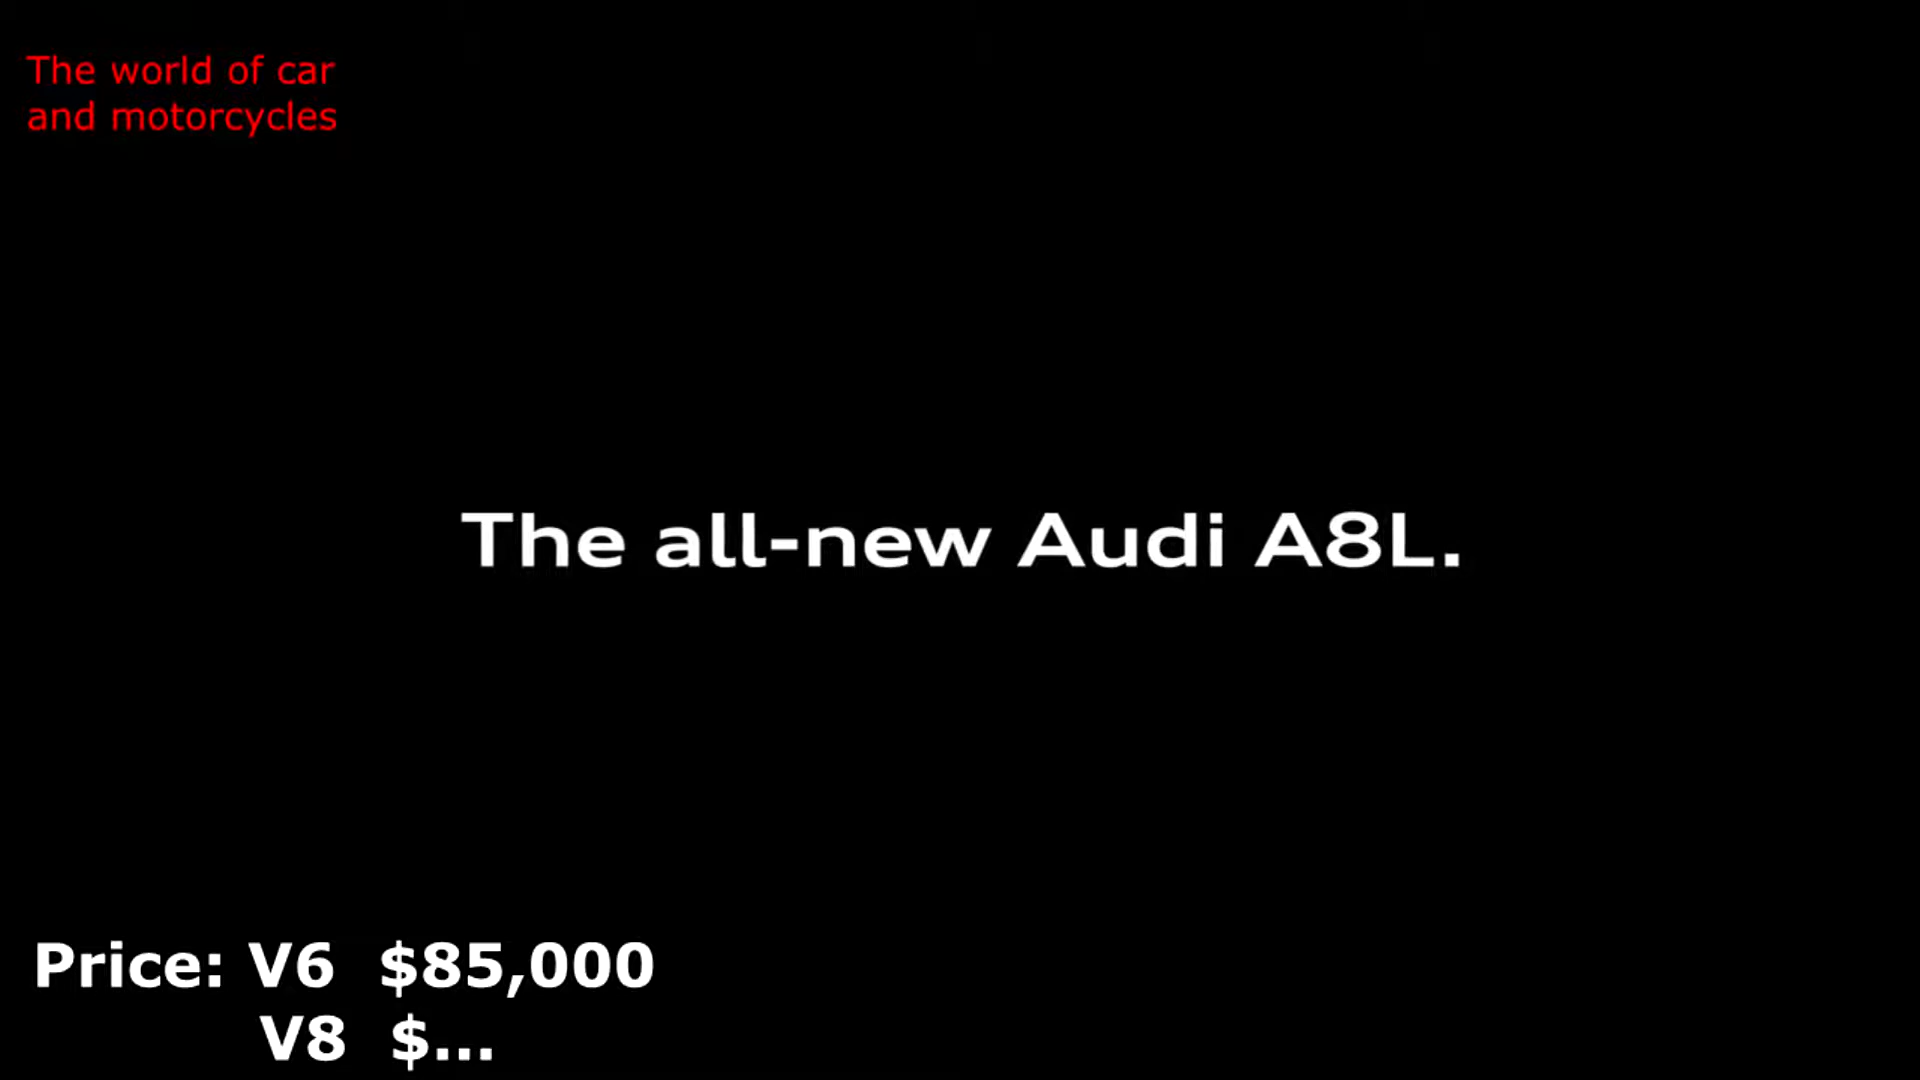 The world of car
and motorcycles
The all-new Audi A8L.
Price: V6 $85,000
V8 $...